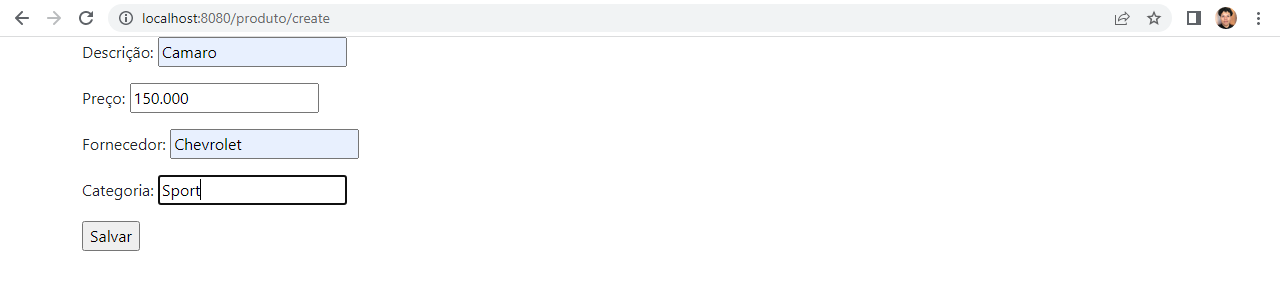 localhost:8080/produto/create
Descrição: Camaro
Preço: 150.000
Fornecedor: Chevrolet
Categoria: Sport
Salvar